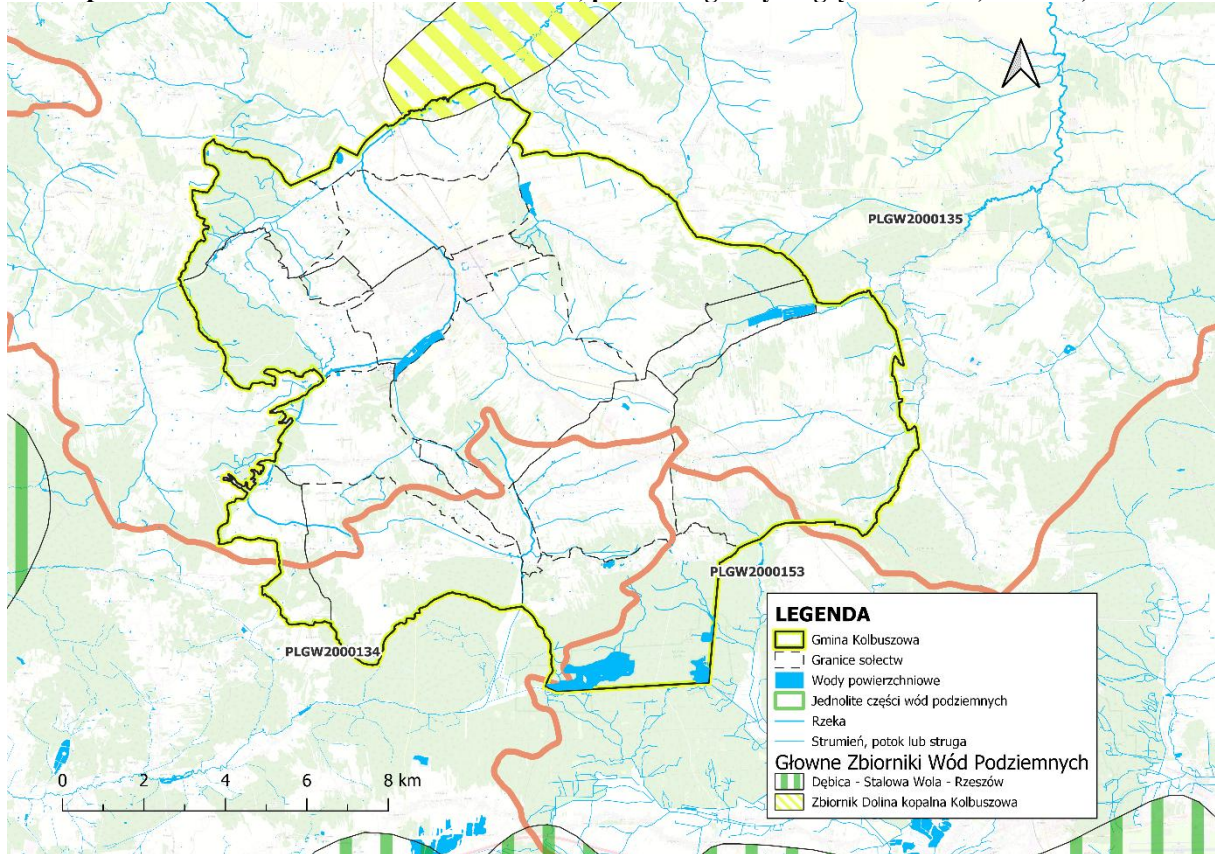 PLGW2000135
PLGW2000153
PLGW2000134
LEGENDA
Gmina Kolbuszowa
Granice sołectw
Wody powierzchniowe
Jednolite części wód podziemnych
Rzeka
Strumień, potok lub struga
Głowne Zbiorniki Wód Podziemnych
Dębica - Stalowa Wola - Rzeszów
Zbiornik Dolina kopalna Kolbuszowa
0 2 4 6 8 km